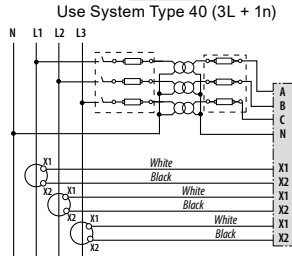 Use System Type 40 (3L + 1n)
N L1 L2 L3
A
B
C
N
X1 White X1
Black X2
X2 X1 White X1
Black X2
X2 X1 White X1
Black X2
X2